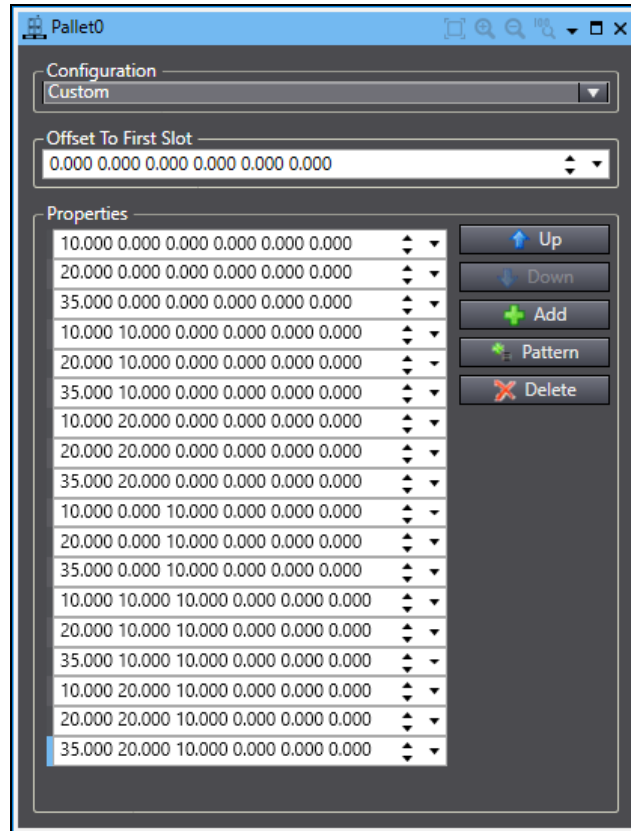 Pallet0
Configuration
Custom
Offset To First Slot
0.000 0.000 0.000 0.000 0.000 0.000
Properties
10.000 0.000 0.000 0.000 0.000 0.000
20.000 0.000 0.000 0.000 0.000 0.000
35.000 0.000 0.000 0.000 0.000 0.000
10.000 10.000 0.000 0.000 0.000 0.000
20.000 10.000 0.000 0.000 0.000 0.000
35.000 10.000 0.000 0.000 0.000 0.000
10.000 20.000 0.000 0.000 0.000 0.000
20.000 20.000 0.000 0.000 0.000 0.000
35.000 20.000 0.000 0.000 0.000 0.000
10.000 0.000 10.000 0.000 0.000 0.000
20.000 0.000 10.000 0.000 0.000 0.000
35.000 0.000 10.000 0.000 0.000 0.000
10.000 10.000 10.000 0.000 0.000 0.000
20.000 10.000 10.000 0.000 0.000 0.000
35.000 10.000 10.000 0.000 0.000 0.000
10.000 20.000 10.000 0.000 0.000 0.000
20.000 20.000 10.000 0.000 0.000 0.000
35.000 20.000 10.000 0.000 0.000 0.000
Up
Down
Add
Pattern
Delete